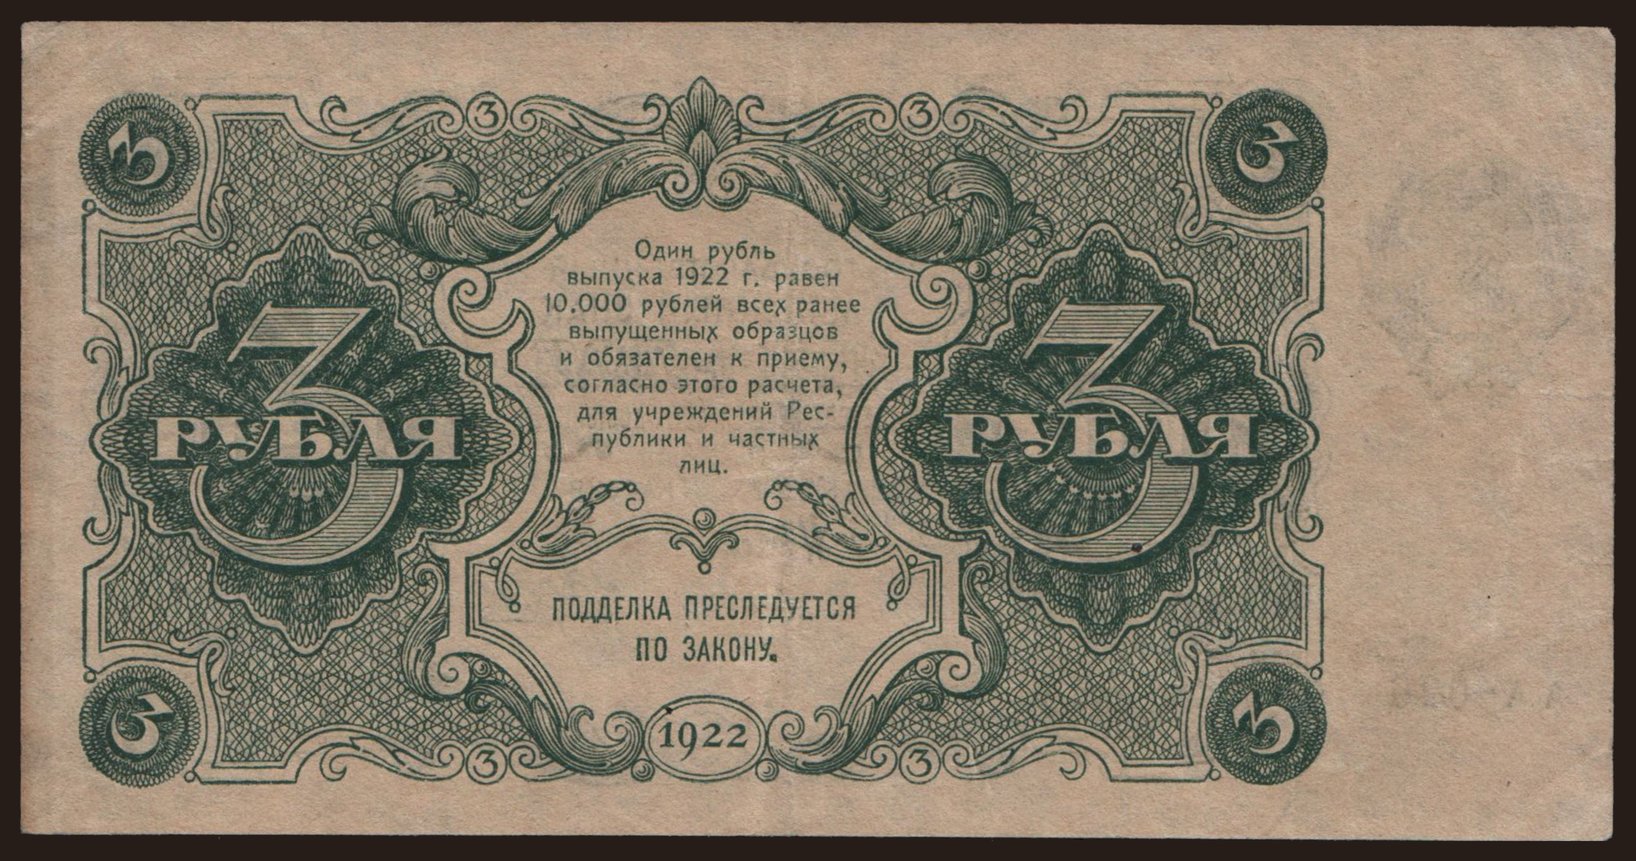 3 3
3 3
Один рубль
выпуска 1922 г. равен
10.000 рублей всех ранее
выпущенных образцов
и обязателен к приему,
согласно этого расчета,
для учреждений Рес-
публики и частных
лиц.
3 РУБЛЯ 3 РУБЛЯ
ПОДДЕЛКА ПРЕСЛЕДУЕТСЯ
ПО ЗАКОНУ.
3 1922 3
3 3